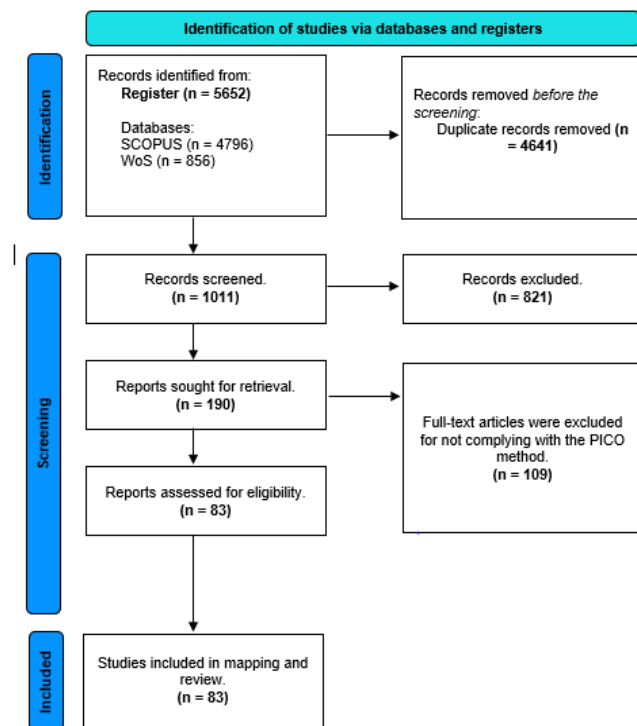 Identification of studies via databases and registers
Identification
Records identified from:
Register (n = 5652)
Databases:
SCOPUS (n = 4796)
WoS (n = 856)
Records removed before the
screening:
Duplicate records removed (n
= 4641)
Screening
Records screened.
(n = 1011)
Records excluded.
(n = 821)
Reports sought for retrieval.
(n = 190)
Full-text articles were excluded
for not complying with the PICO
method.
(n = 109)
Reports assessed for eligibility.
(n = 83)
Included
Studies included in mapping and
review.
(n = 83)